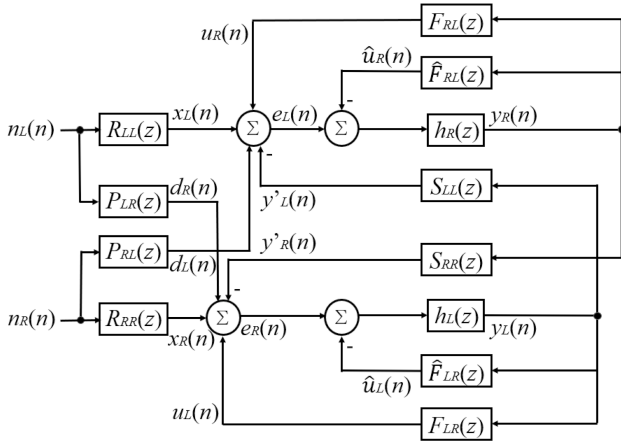 F_RL(z)
u_R(n)
û_R(n)
F̂_RL(z)
-
x_L(n)
e_L(n)
y_R(n)
n_L(n)
R_LL(z)
Σ
Σ
h_R(z)
-
d_R(n)
S_LL(z)
P_LR(z)
y'_L(n)
y'_R(n)
P_RL(z)
S_RR(z)
d_L(n)
-
n_R(n)
R_RR(z)
Σ
Σ
h_L(z)
x_R(n)
e_R(n)
y_L(n)
-
û_L(n)
F̂_LR(z)
u_L(n)
F_LR(z)